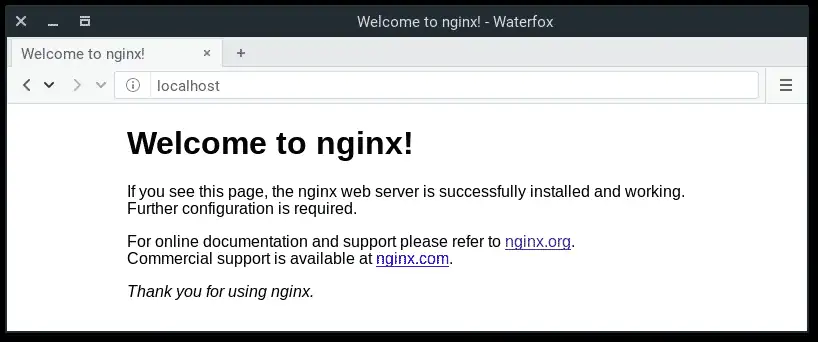 Welcome to nginx! - Waterfox
Welcome to nginx!
localhost
Welcome to nginx!
If you see this page, the nginx web server is successfully installed and working.
Further configuration is required.
For online documentation and support please refer to nginx.org.
Commercial support is available at nginx.com.
Thank you for using nginx.